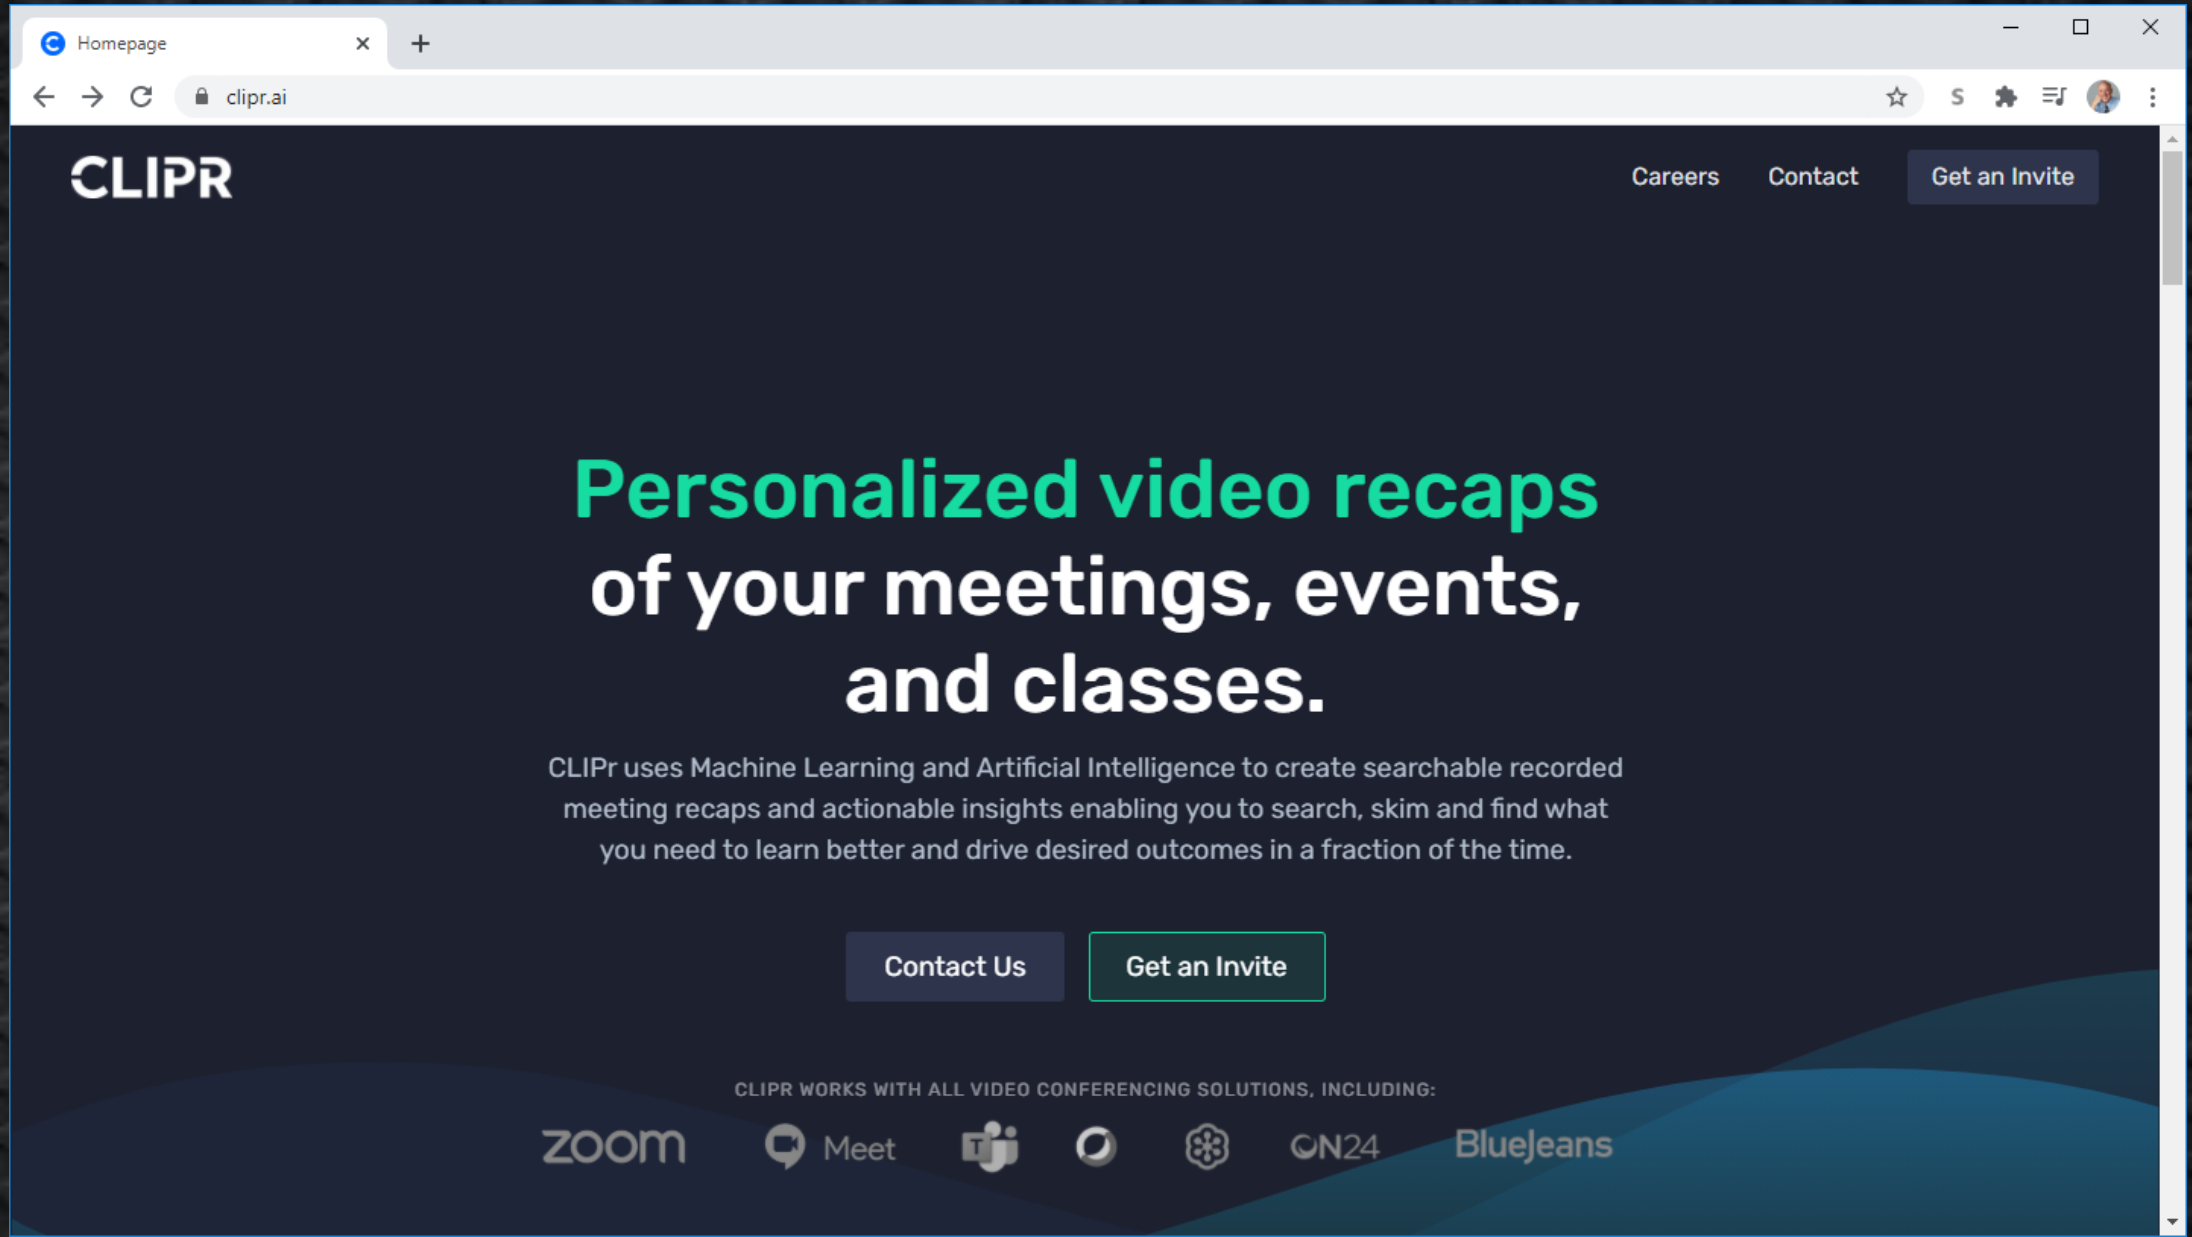 Homepage
clipr.ai
S
CLIPR
Careers
Contact
Get an Invite
Personalized video recaps
of your meetings, events,
and classes.
CLIPr uses Machine Learning and Artificial Intelligence to create searchable recorded
meeting recaps and actionable insights enabling you to search, skim and find what
you need to learn better and drive desired outcomes in a fraction of the time.
Contact Us
Get an Invite
CLIPR WORKS WITH ALL VIDEO CONFERENCING SOLUTIONS, INCLUDING:
zoom
Meet
T
ON24
BlueJeans